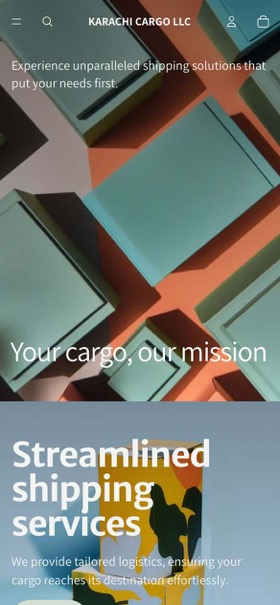 KARACHI CARGO LLC
Experience unparalleled shipping solutions that
put your needs first.
Your cargo, our mission
Streamlined
shipping
services
We provide tailored logistics, ensuring your
cargo reaches its destination effortlessly.